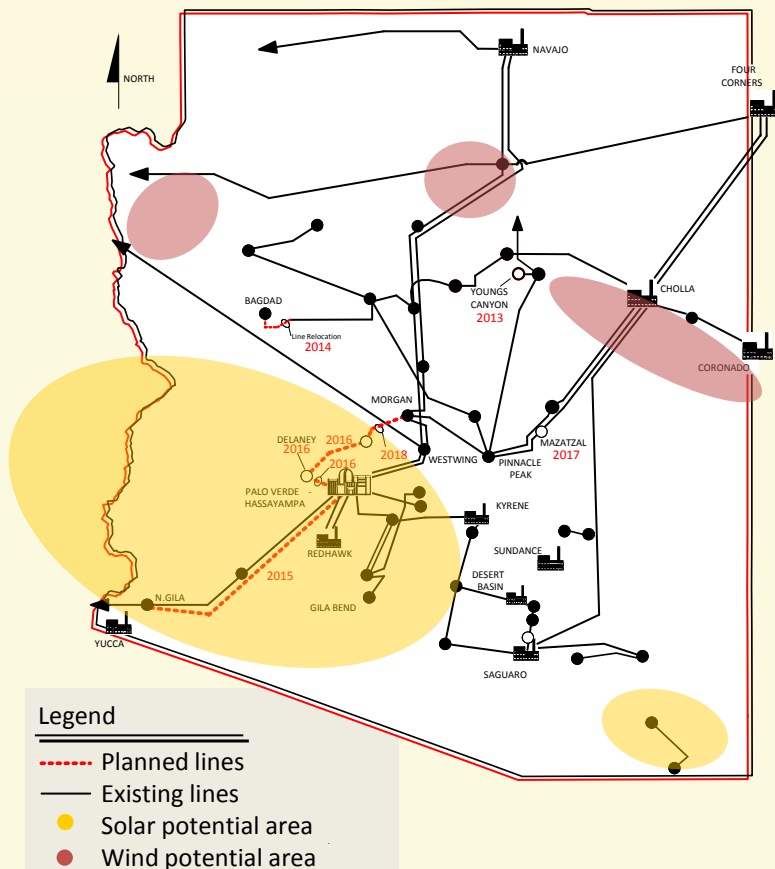 NAVAJO
FOUR
CORNERS
NORTH
YOUNGS
CANYON
2013
CHOLLA
BAGDAD
Line Relocation
2014
CORONADO
MORGAN
DELANEY
2016
2016
2018
2016
WESTWING
PINNACLE
PEAK
MAZATZAL
2017
PALO VERDE -
HASSAYAMPA
KYRENE
REDHAWK
SUNDANCE
2015
DESERT
BASIN
N.GILA
GILA BEND
YUCCA
SAGUARO
Legend
Planned lines
Existing lines
Solar potential area
Wind potential area